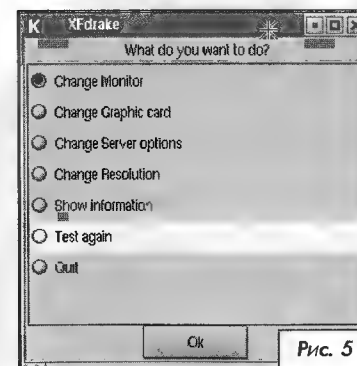 K XFdrake
What do you want to do?
Change Monitor
Change Graphic card
Change Server options
Change Resolution
Show information
Test again
Quit
Ok
Рис. 5